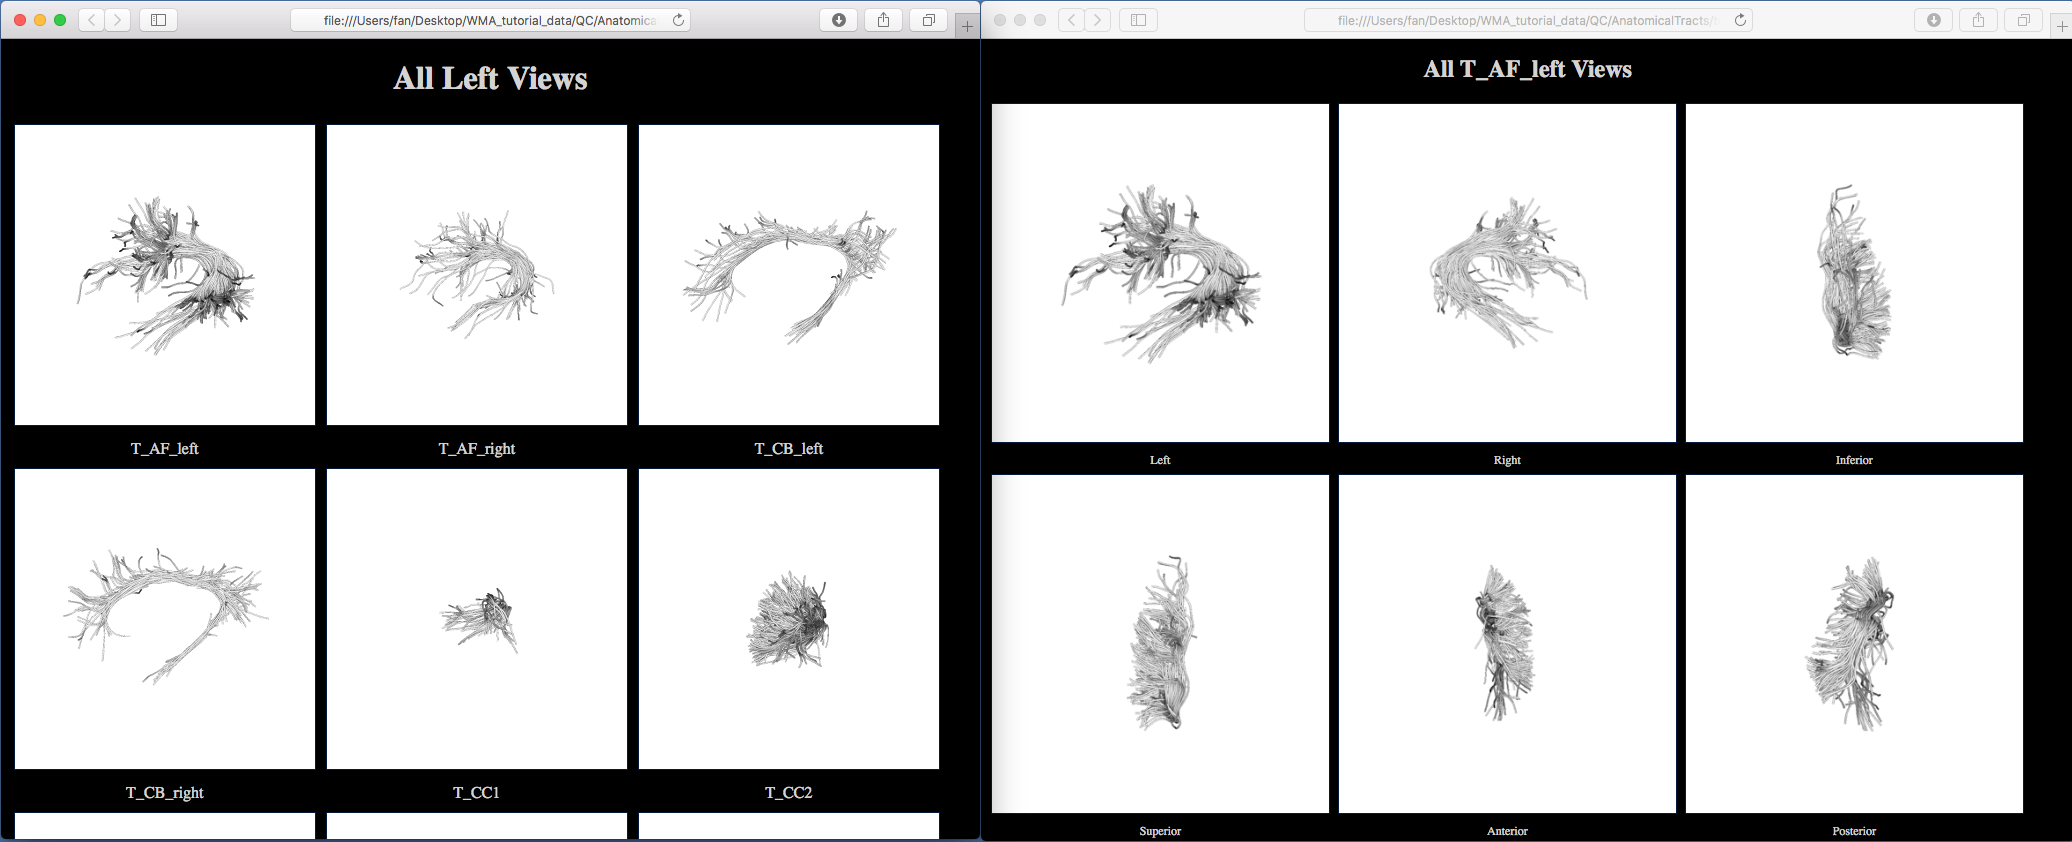 file:///Users/fan/Desktop/WMA_tutorial_data/QC/Anatomica
All Left Views
T_AF_left
T_AF_right
T_CB_left
T_CB_right
T_CC1
T_CC2
file:///Users/fan/Desktop/WMA_tutorial_data/QC/AnatomicalTracts/
All T_AF_left Views
Left
Right
Inferior
Superior
Anterior
Posterior